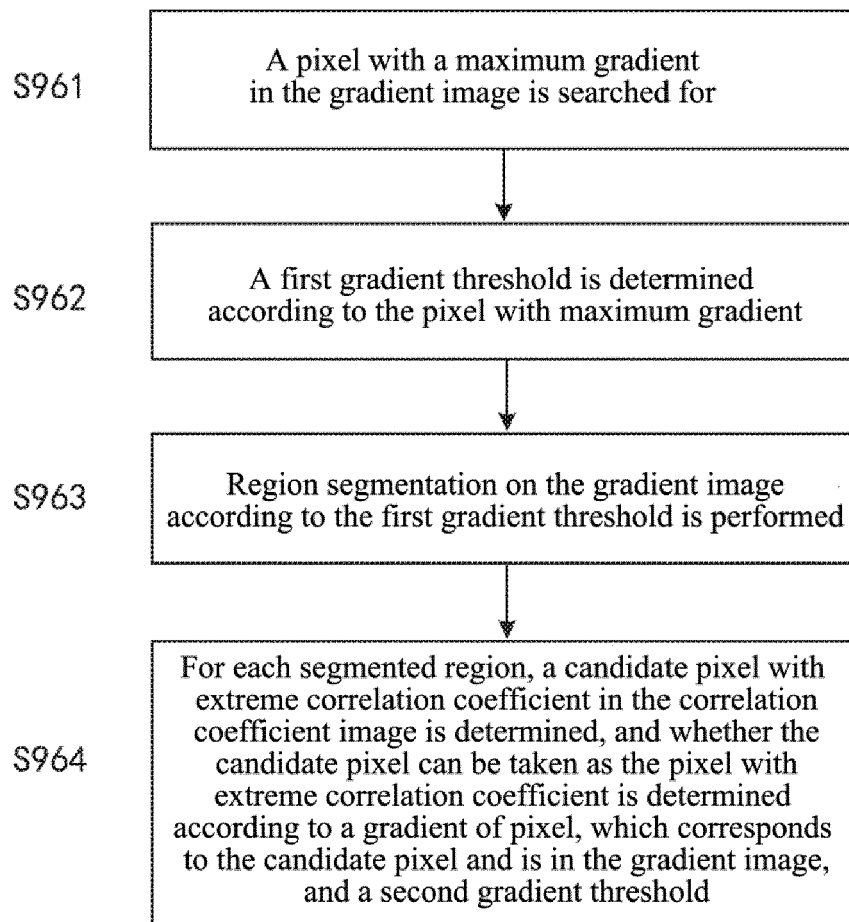 S961
A pixel with a maximum gradient
in the gradient image is searched for
S962
A first gradient threshold is determined
according to the pixel with maximum gradient
S963
Region segmentation on the gradient image
according to the first gradient threshold is performed
S964
For each segmented region, a candidate pixel with
extreme correlation coefficient in the correlation
coefficient image is determined, and whether the
candidate pixel can be taken as the pixel with
extreme correlation coefficient is determined
according to a gradient of pixel, which corresponds
to the candidate pixel and is in the gradient image,
and a second gradient threshold